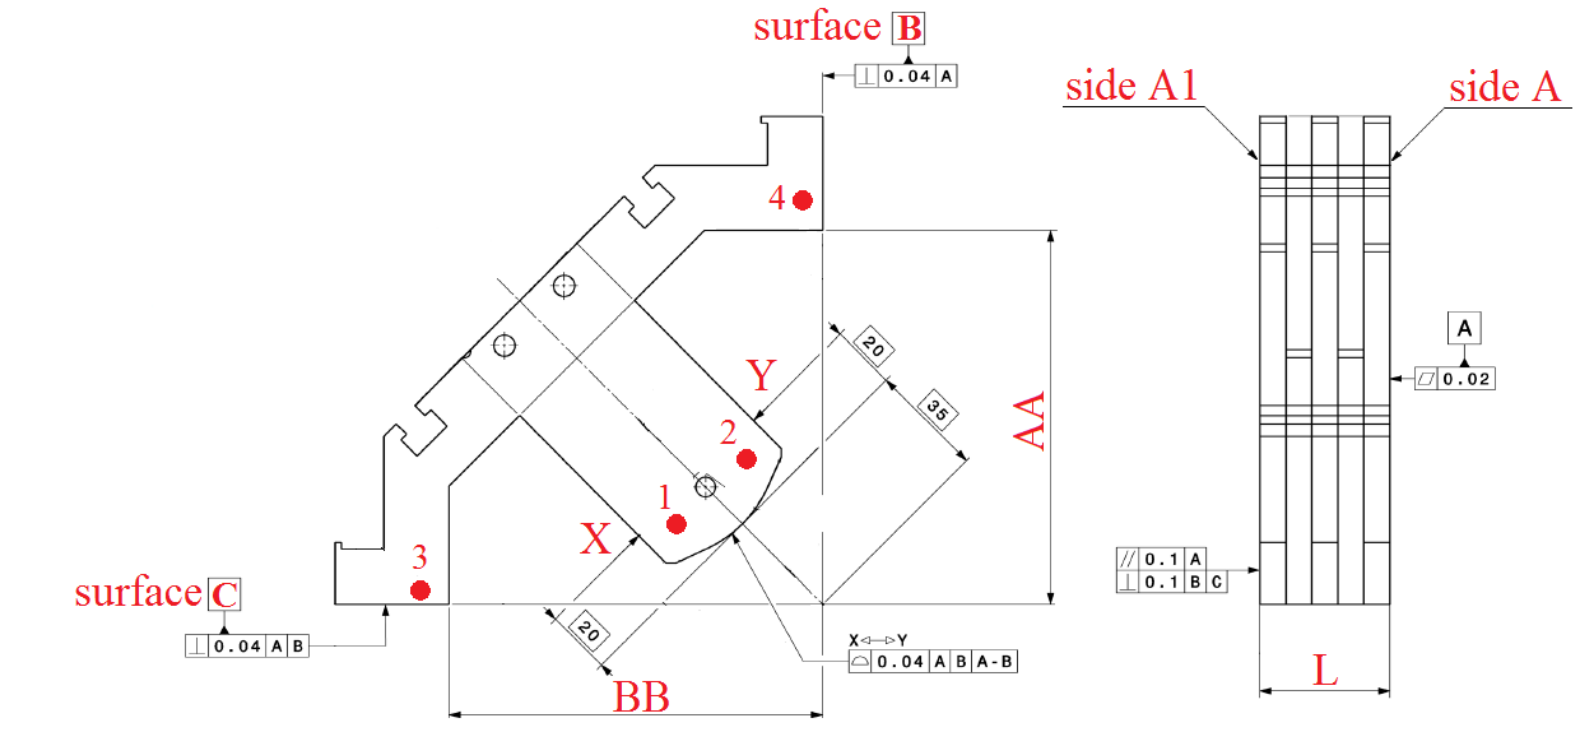 surface B
⊥ 0.04 A
side A1
side A
4
20
Y
35
AA
A
⏥ 0.02
2
1
X
3
surface C
⊥ 0.04 A B
20
BB
X ↔ Y
⌓ 0.04 A B A-B
// 0.1 A
⊥ 0.1 B C
L